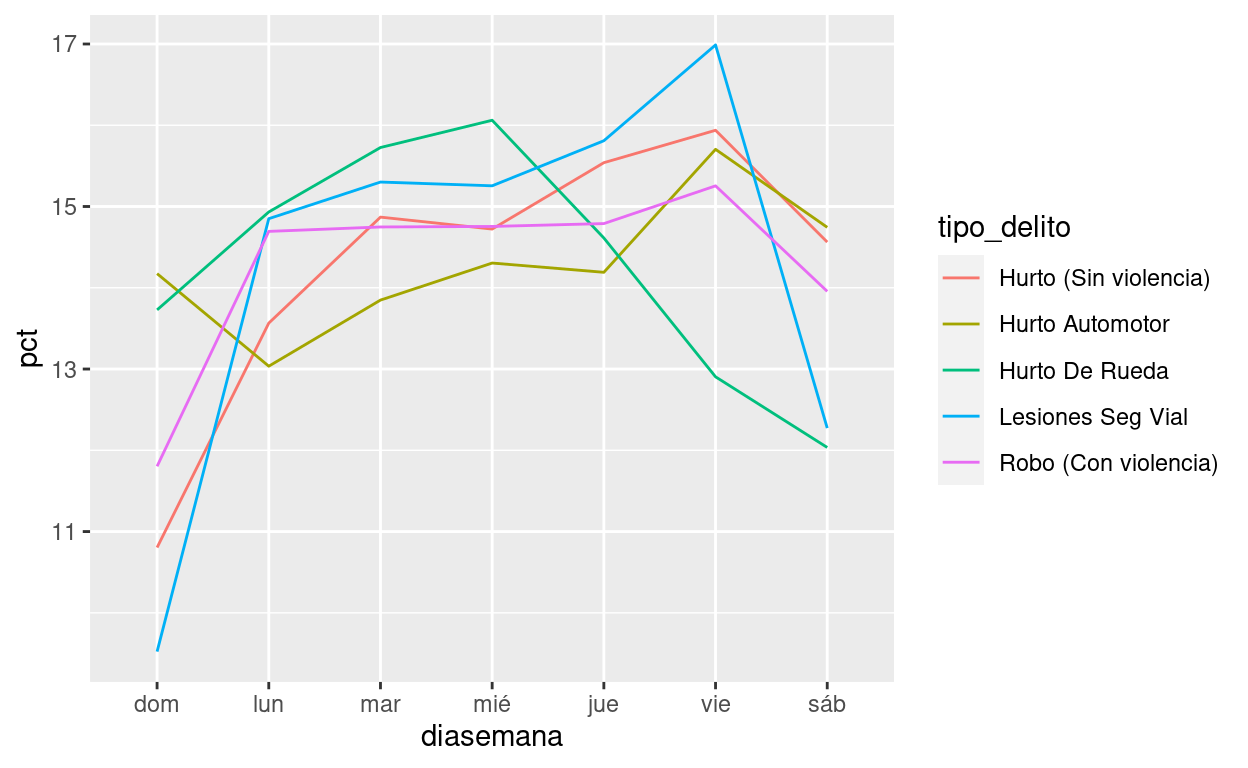 17
15
13
11
pct
dom lun mar mié jue vie sáb
diasemana
tipo_delito
Hurto (Sin violencia)
Hurto Automotor
Hurto De Rueda
Lesiones Seg Vial
Robo (Con violencia)